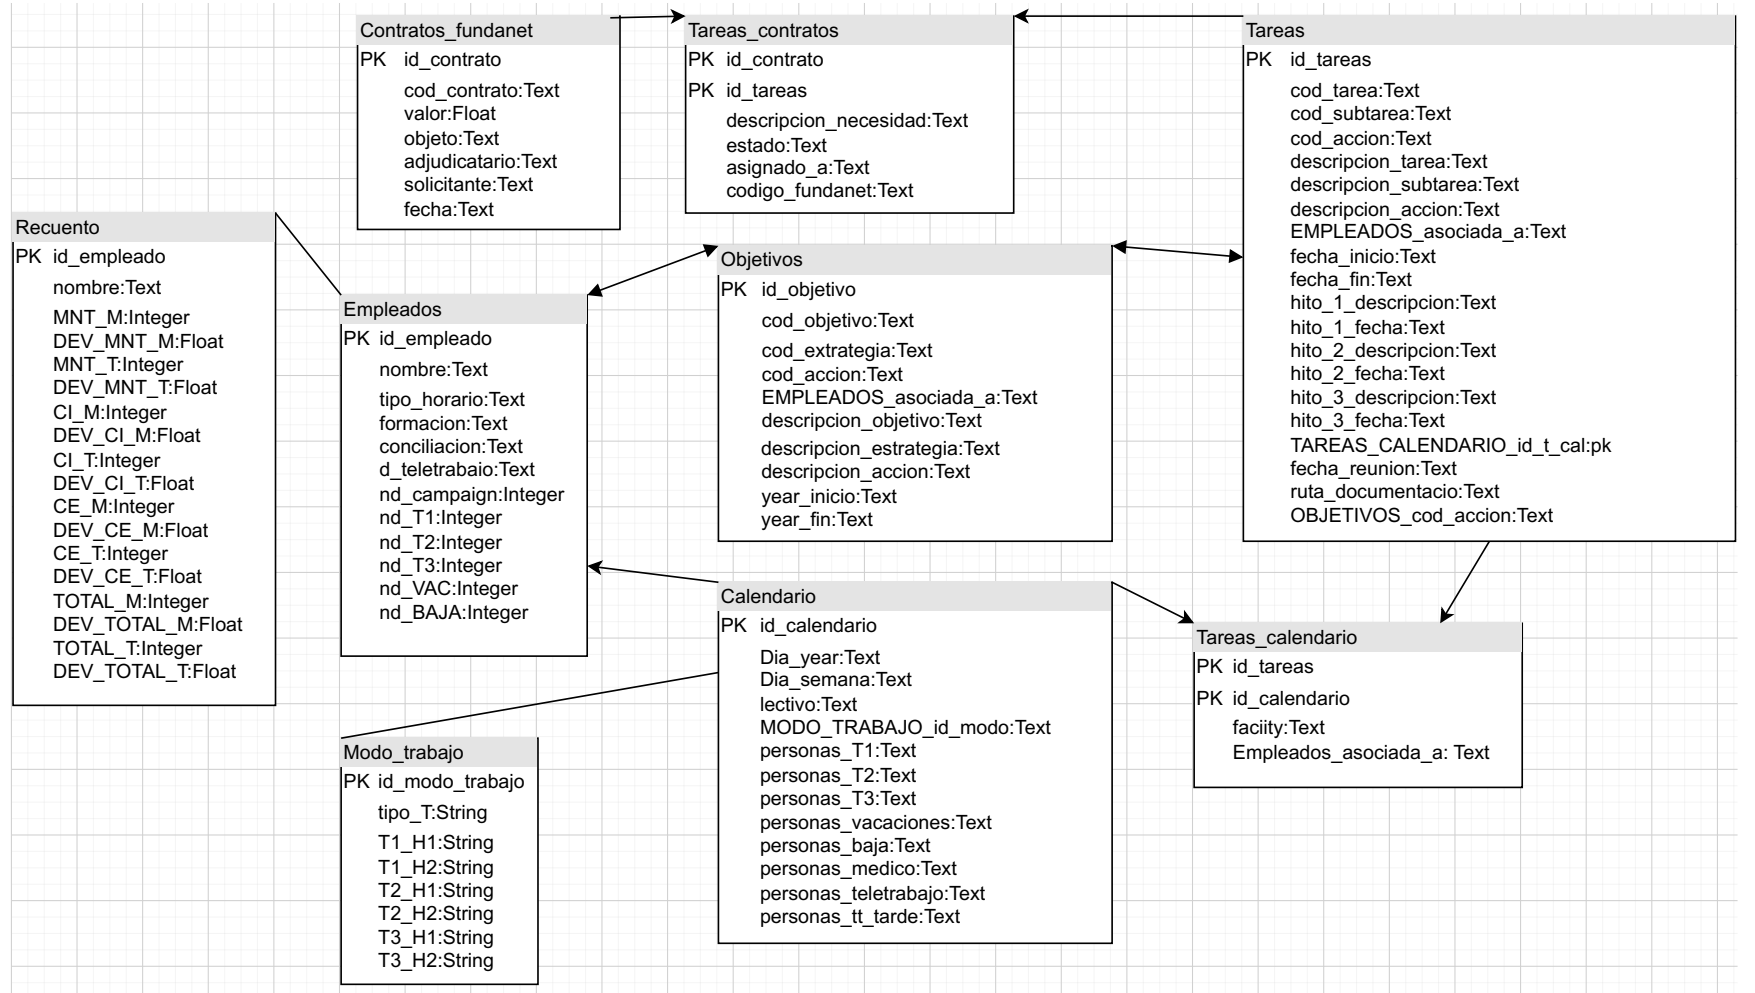 Contratos_fundanet
PK id_contrato
cod_contrato:Text
valor:Float
objeto:Text
adjudicatario:Text
solicitante:Text
fecha:Text
Tareas_contratos
PK id_contrato
PK id_tareas
descripcion_necesidad:Text
estado:Text
asignado_a:Text
codigo_fundanet:Text
Tareas
PK id_tareas
cod_tarea:Text
cod_subtarea:Text
cod_accion:Text
descripcion_tarea:Text
descripcion_subtarea:Text
descripcion_accion:Text
EMPLEADOS_asociada_a:Text
fecha_inicio:Text
fecha_fin:Text
hito_1_descripcion:Text
hito_1_fecha:Text
hito_2_descripcion:Text
hito_2_fecha:Text
hito_3_descripcion:Text
hito_3_fecha:Text
TAREAS_CALENDARIO_id_t_cal:pk
fecha_reunion:Text
ruta_documentacio:Text
OBJETIVOS_cod_accion:Text
Recuento
PK id_empleado
nombre:Text
MNT_M:Integer
DEV_MNT_M:Float
MNT_T:Integer
DEV_MNT_T:Float
CI_M:Integer
DEV_CI_M:Float
CI_T:Integer
DEV_CI_T:Float
CE_M:Integer
DEV_CE_M:Float
CE_T:Integer
DEV_CE_T:Float
TOTAL_M:Integer
DEV_TOTAL_M:Float
TOTAL_T:Integer
DEV_TOTAL_T:Float
Empleados
PK id_empleado
nombre:Text
tipo_horario:Text
formacion:Text
conciliacion:Text
d_teletrabaio:Text
nd_campaign:Integer
nd_T1:Integer
nd_T2:Integer
nd_T3:Integer
nd_VAC:Integer
nd_BAJA:Integer
Objetivos
PK id_objetivo
cod_objetivo:Text
cod_extrategia:Text
cod_accion:Text
EMPLEADOS_asociada_a:Text
descripcion_objetivo:Text
descripcion_estrategia:Text
descripcion_accion:Text
year_inicio:Text
year_fin:Text
Calendario
PK id_calendario
Dia_year:Text
Dia_semana:Text
lectivo:Text
MODO_TRABAJO_id_modo:Text
personas_T1:Text
personas_T2:Text
personas_T3:Text
personas_vacaciones:Text
personas_baja:Text
personas_medico:Text
personas_teletrabajo:Text
personas_tt_tarde:Text
Tareas_calendario
PK id_tareas
PK id_calendario
faciity:Text
Empleados_asociada_a: Text
Modo_trabajo
PK id_modo_trabajo
tipo_T:String
T1_H1:String
T1_H2:String
T2_H1:String
T2_H2:String
T3_H1:String
T3_H2:String